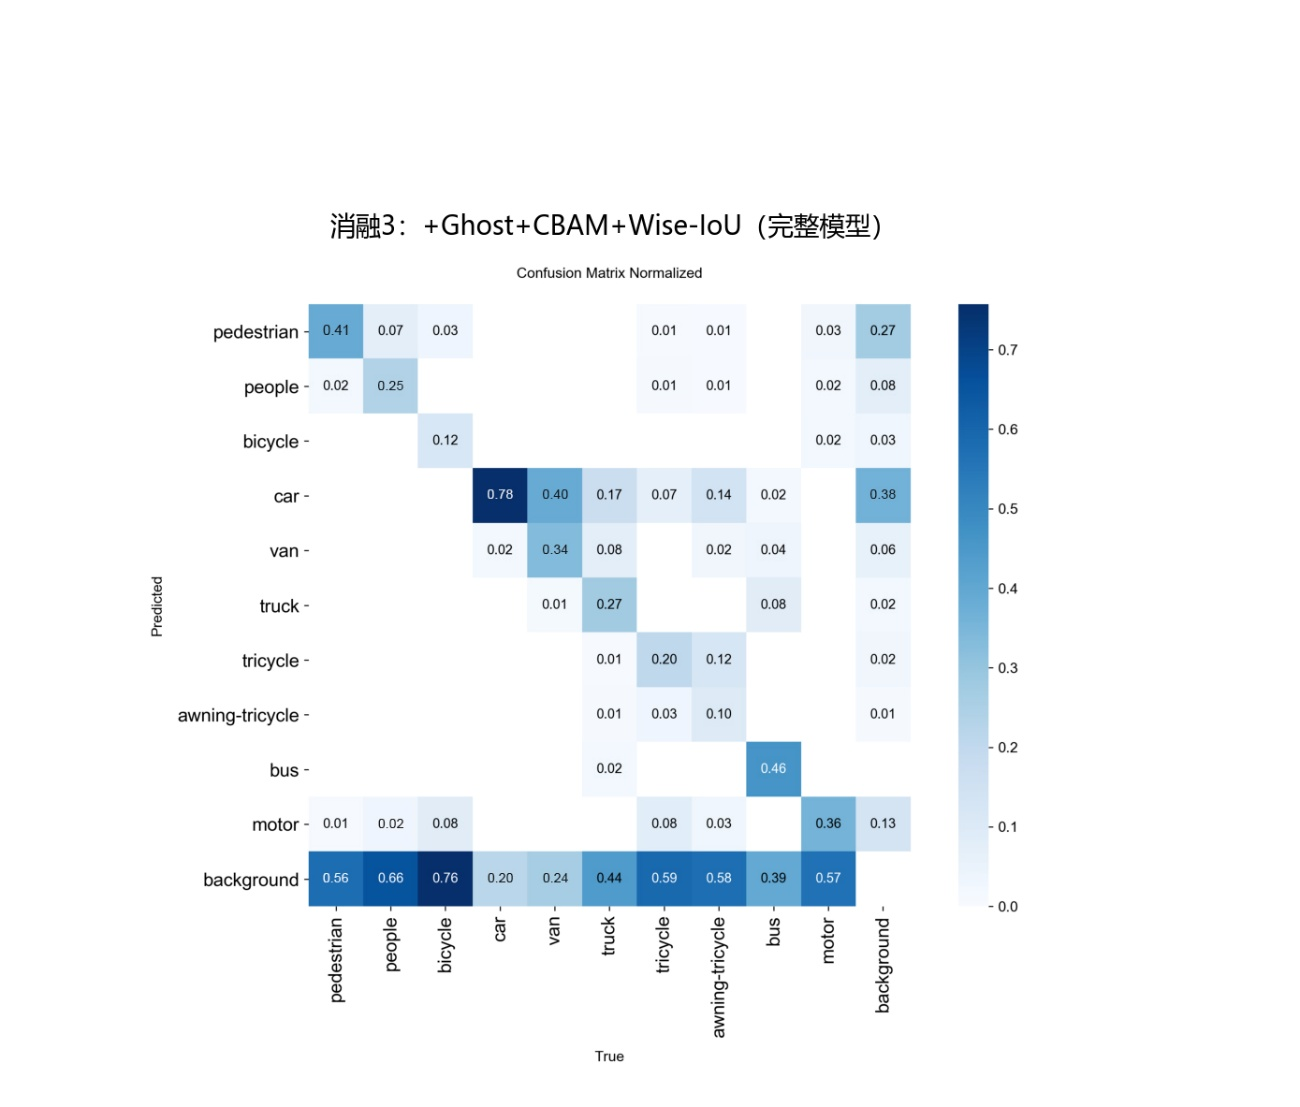 消融3：+Ghost+CBAM+Wise-IoU（完整模型）
Confusion Matrix Normalized
pedestrian 0.41 0.07 0.03 0.01 0.01 0.03 0.27
people 0.02 0.25 0.01 0.01 0.02 0.08
bicycle 0.12 0.02 0.03
car 0.78 0.40 0.17 0.07 0.14 0.02 0.38
van 0.02 0.34 0.08 0.02 0.04 0.06
truck 0.01 0.27 0.08 0.02
tricycle 0.01 0.20 0.12 0.02
awning-tricycle 0.01 0.03 0.10 0.01
bus 0.02 0.46
motor 0.01 0.02 0.08 0.08 0.03 0.36 0.13
background 0.56 0.66 0.76 0.20 0.24 0.44 0.59 0.58 0.39 0.57
Predicted
pedestrian people bicycle car van truck tricycle awning-tricycle bus motor background
True
0.7
0.6
0.5
0.4
0.3
0.2
0.1
0.0